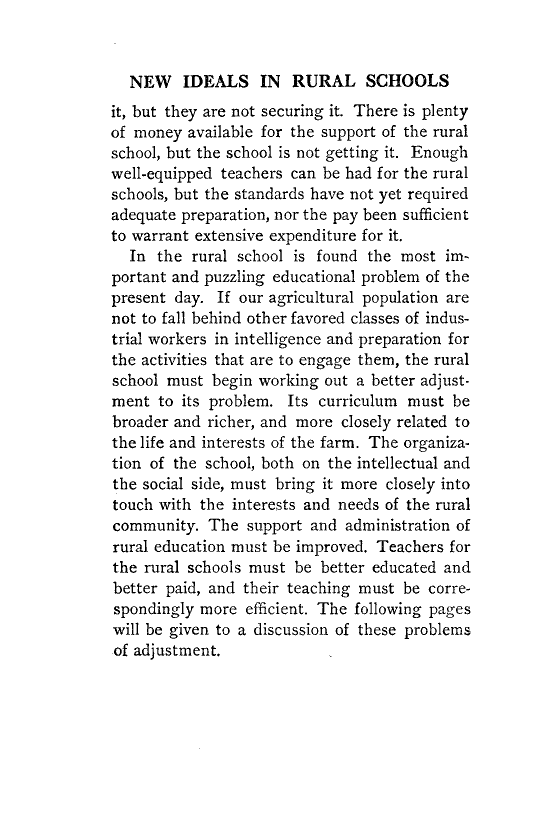 NEW IDEALS IN RURAL SCHOOLS
it, but they are not securing it. There is plenty
of money available for the support of the rural
school, but the school is not getting it. Enough
well-equipped teachers can be had for the rural
schools, but the standards have not yet required
adequate preparation, nor the pay been sufficient
to warrant extensive expenditure for it.
In the rural school is found the most im-
portant and puzzling educational problem of the
present day. If our agricultural population are
not to fall behind other favored classes of indus-
trial workers in intelligence and preparation for
the activities that are to engage them, the rural
school must begin working out a better adjust-
ment to its problem. Its curriculum must be
broader and richer, and more closely related to
the life and interests of the farm. The organiza-
tion of the school, both on the intellectual and
the social side, must bring it more closely into
touch with the interests and needs of the rural
community. The support and administration of
rural education must be improved. Teachers for
the rural schools must be better educated and
better paid, and their teaching must be corre-
spondingly more efficient. The following pages
will be given to a discussion of these problems
of adjustment.